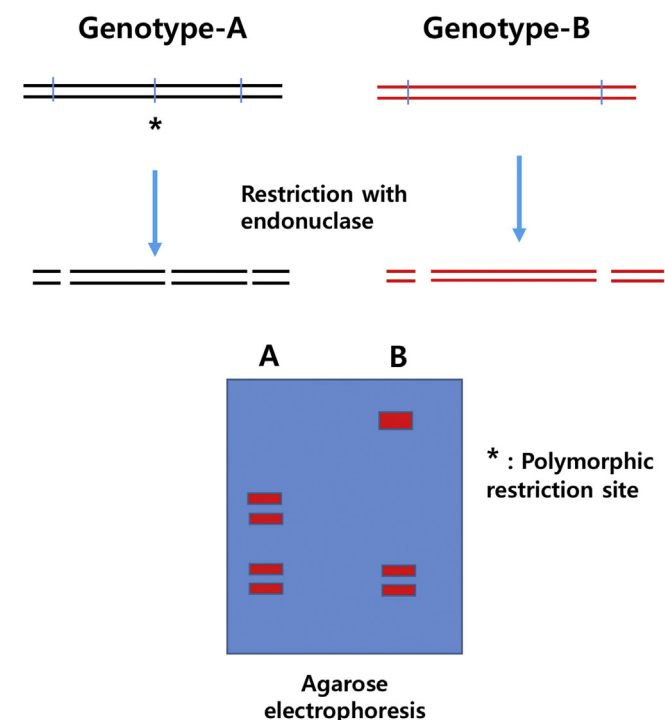 Genotype-A
Genotype-B
*
Restriction with
endonuclase
A
B
* : Polymorphic
restriction site
Agarose
electrophoresis